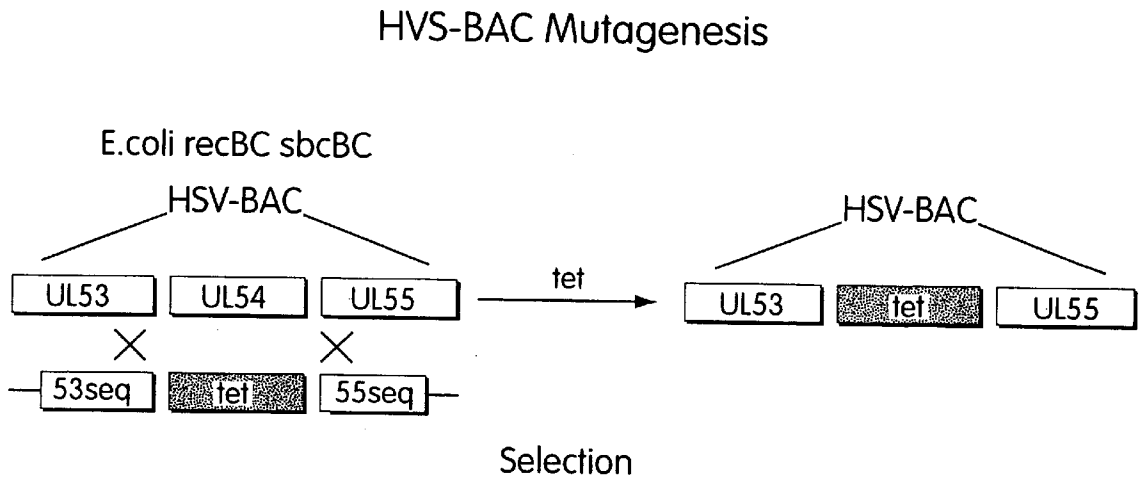 HVS-BAC Mutagenesis
E.coli recBC sbcBC
HSV-BAC
UL53 UL54 UL55
53seq tet 55seq
tet
HSV-BAC
UL53 tet UL55
Selection